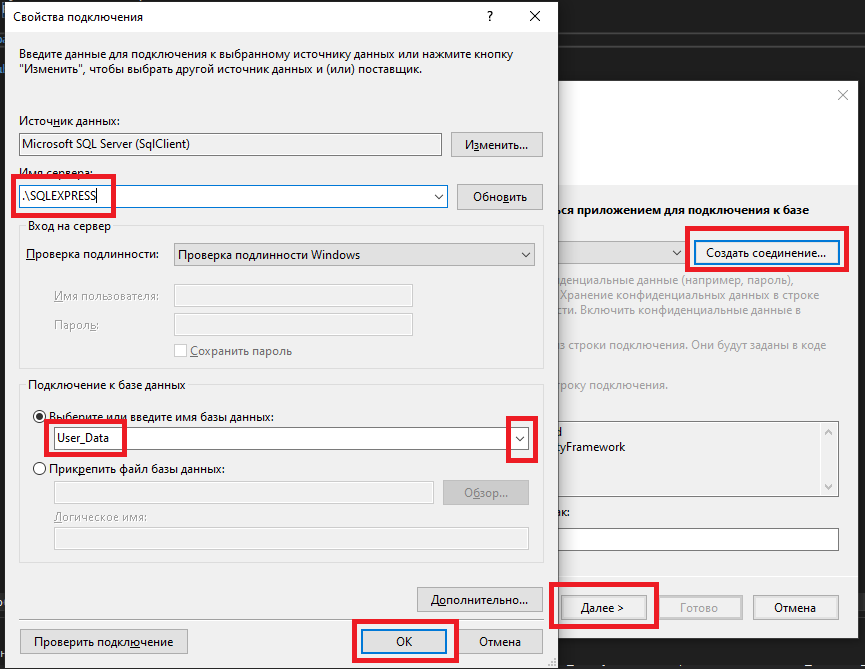 Свойства подключения
?
Введите данные для подключения к выбранному источнику данных или нажмите кнопку
"Изменить", чтобы выбрать другой источник данных и (или) поставщик.
Источник данных:
Microsoft SQL Server (SqlClient)
Изменить...
Имя сервера:
.\SQLEXPRESS
Обновить
Вход на сервер
Проверка подлинности:
Проверка подлинности Windows
Имя пользователя:
Пароль:
Сохранить пароль
Подключение к базе данных
Выберите или введите имя базы данных:
User_Data
Прикрепить файл базы данных:
Обзор...
Логическое имя:
Дополнительно...
Проверить подключение
ОК
Отмена
ься приложением для подключения к базе
Создать соединение...
денциальные данные (например, пароль),
Хранение конфиденциальных данных в строке
сти. Включить конфиденциальные данные в
из строки подключения. Они будут заданы в коде
року подключения.
d
tyFramework
ак:
Далее >
Готово
Отмена